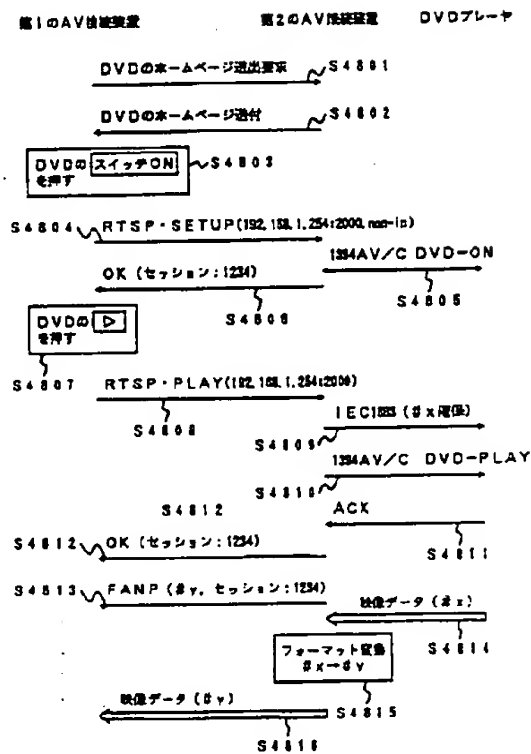 第1のAV接続装置 第2のAV接続装置 DVDプレーヤ
DVDのホームページ送出要求
S4801
DVDのホームページ送付
S4802
DVDの スイッチON
を押す
S4803
S4804
RTSP・SETUP(192.168.1.254:2000, non-ip)
1394AV/C DVD-ON
OK (セッション:1234)
S4805
S4806
DVDの ▷
を押す
S4807
RTSP・PLAY(192.168.1.254:2000)
S4808
IEC1883 (#x確保)
S4809
1394AV/C DVD-PLAY
S4810
S4812
ACK
S4811
S4812
OK (セッション:1234)
S4813
FANP (#y, セッション:1234)
映像データ (#x)
S4814
フォーマット変換
#x→#y
S4815
映像データ (#y)
S4816